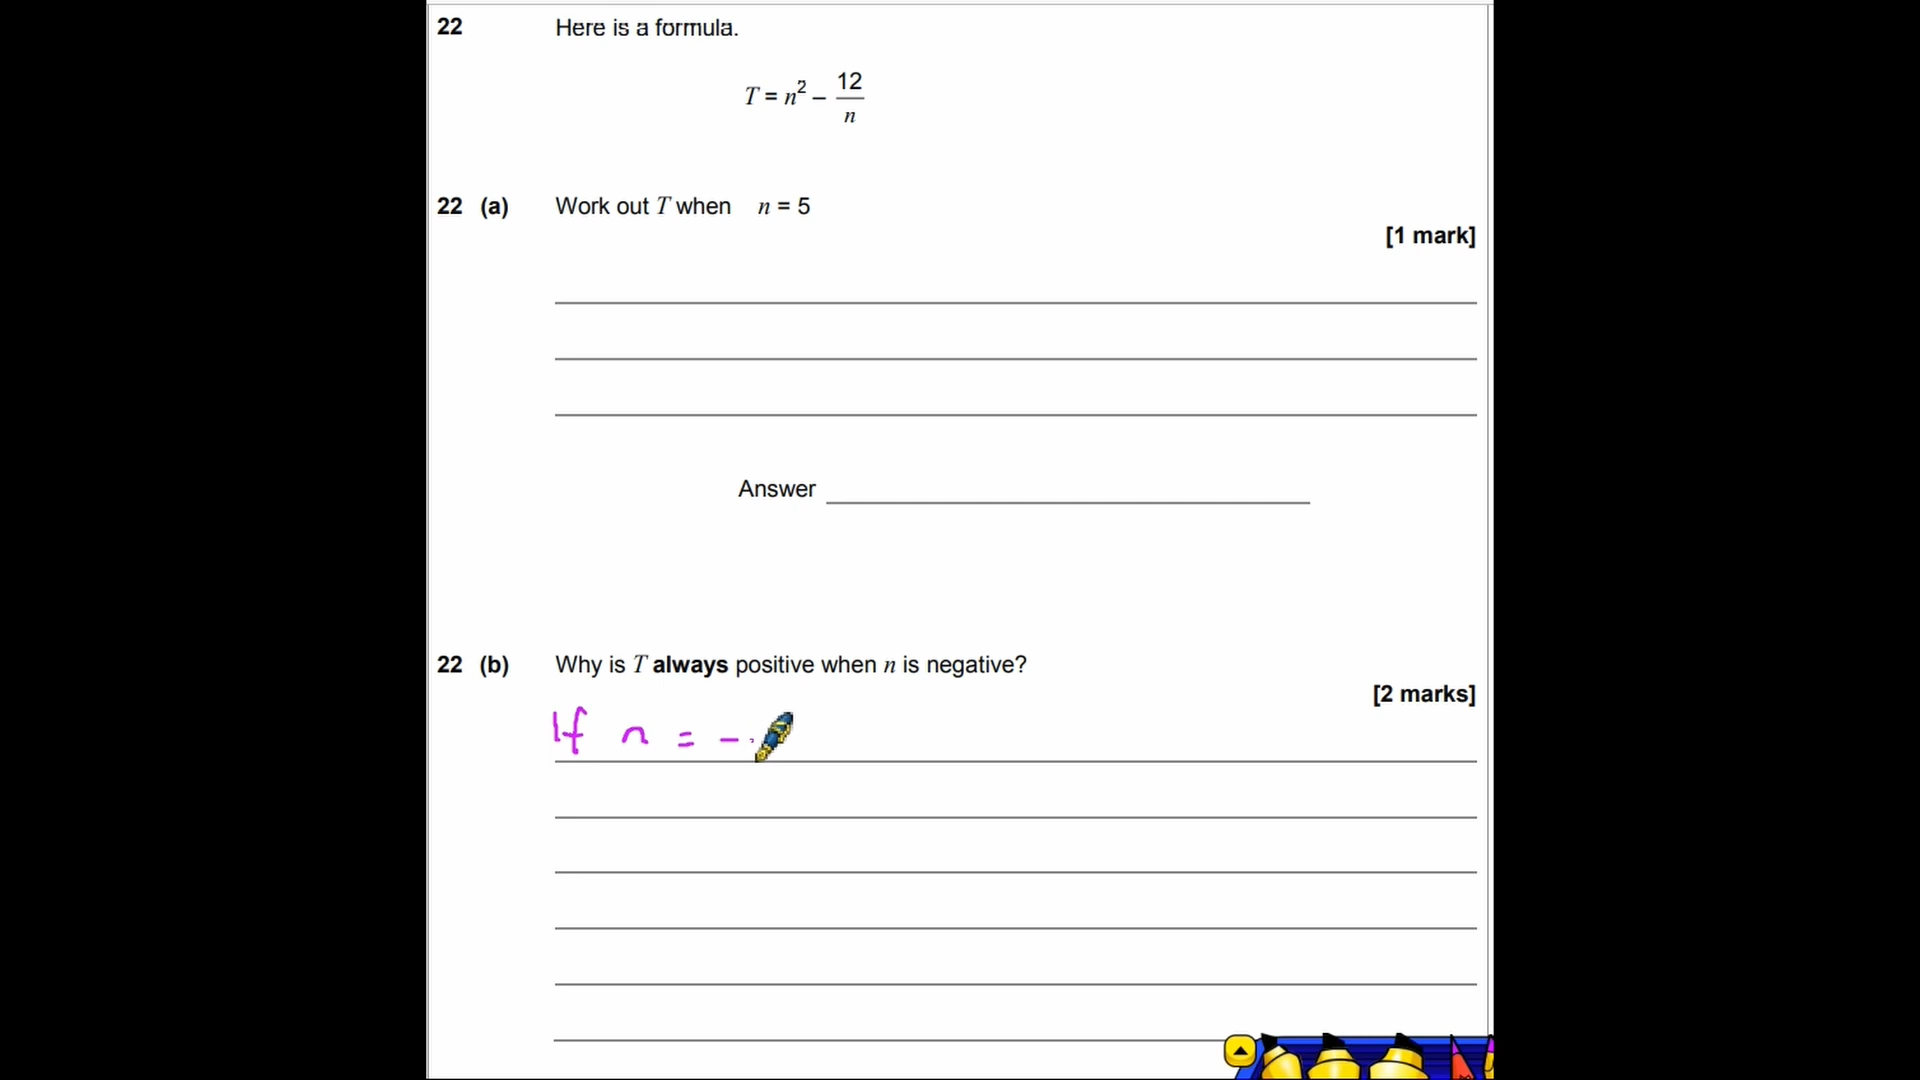 22 Here is a formula.
T = n² – 12/n
22 (a) Work out T when n = 5
[1 mark]
Answer
22 (b) Why is T always positive when n is negative?
[2 marks]
If n = -